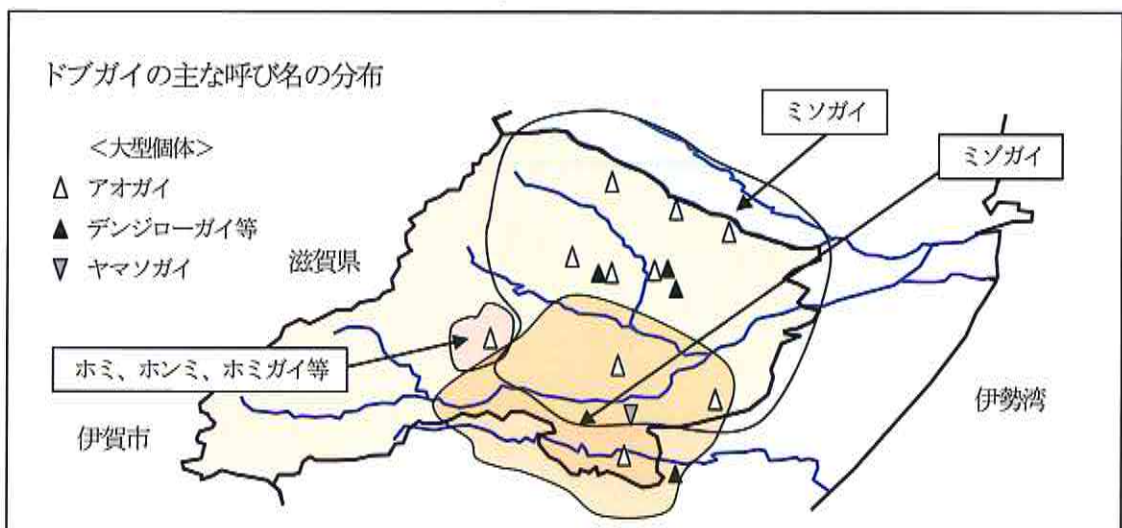 ドブガイの主な呼び名の分布
＜大型個体＞
アオガイ
デンジローガイ等
ヤマソガイ
ミソガイ
ミゾガイ
滋賀県
ホミ、ホンミ、ホミガイ等
伊賀市
伊勢湾